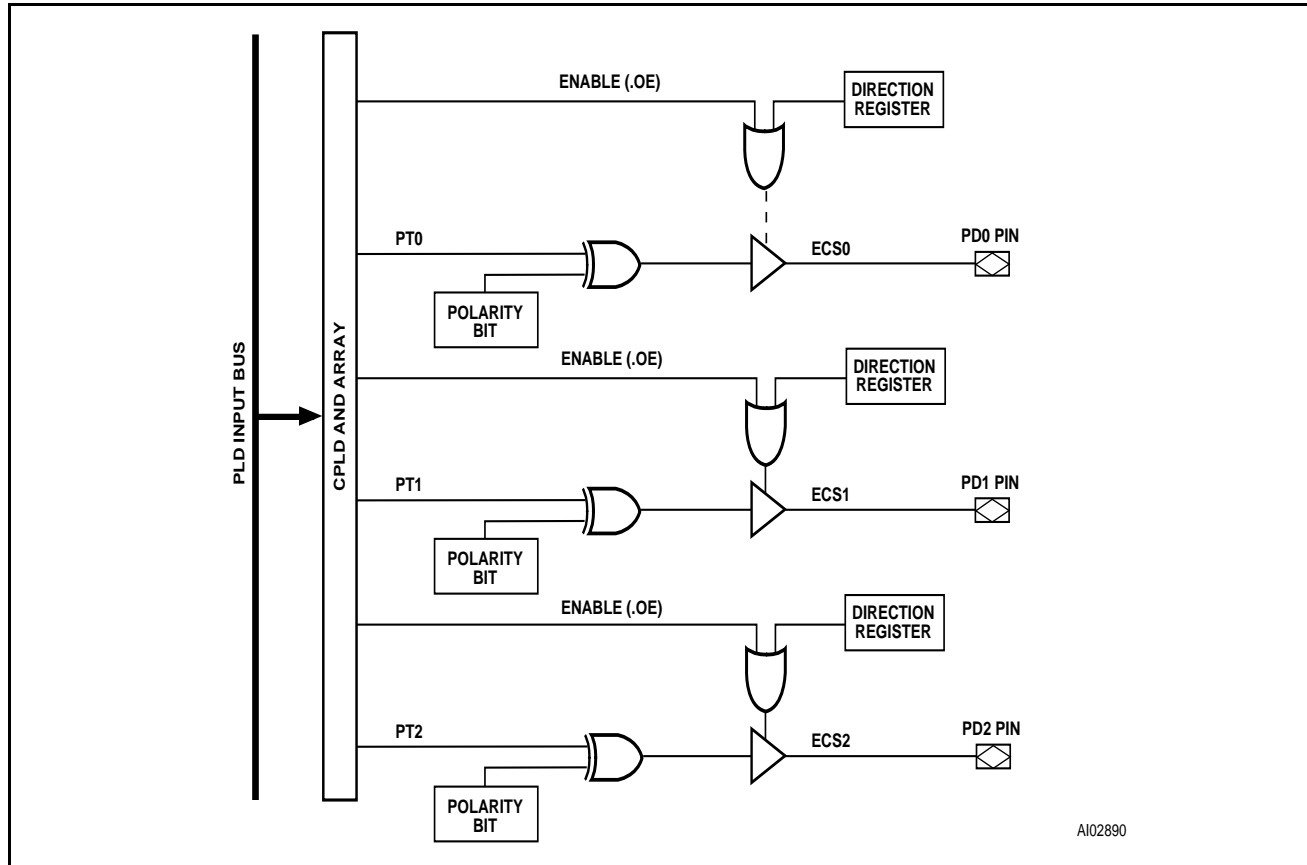 ENABLE (.OE)
DIRECTION
REGISTER
PT0
ECS0
PD0 PIN
POLARITY
BIT
ENABLE (.OE)
DIRECTION
REGISTER
PLD INPUT BUS
CPLD AND ARRAY
PT1
ECS1
PD1 PIN
POLARITY
BIT
ENABLE (.OE)
DIRECTION
REGISTER
PT2
ECS2
PD2 PIN
POLARITY
BIT
AI02890